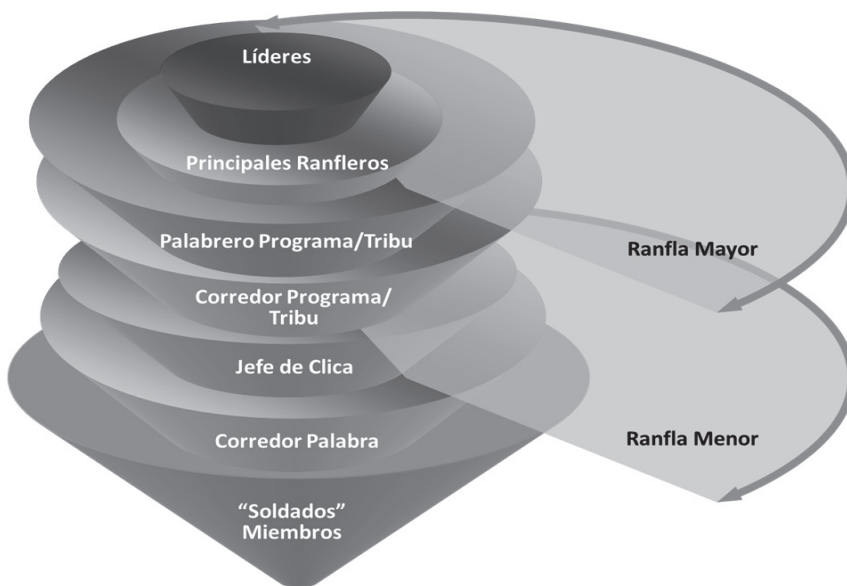 Líderes
Principales Ranfleros
Palabrero Programa/Tribu
Ranfla Mayor
Corredor Programa/
Tribu
Jefe de Clica
Corredor Palabra
Ranfla Menor
“Soldados”
Miembros